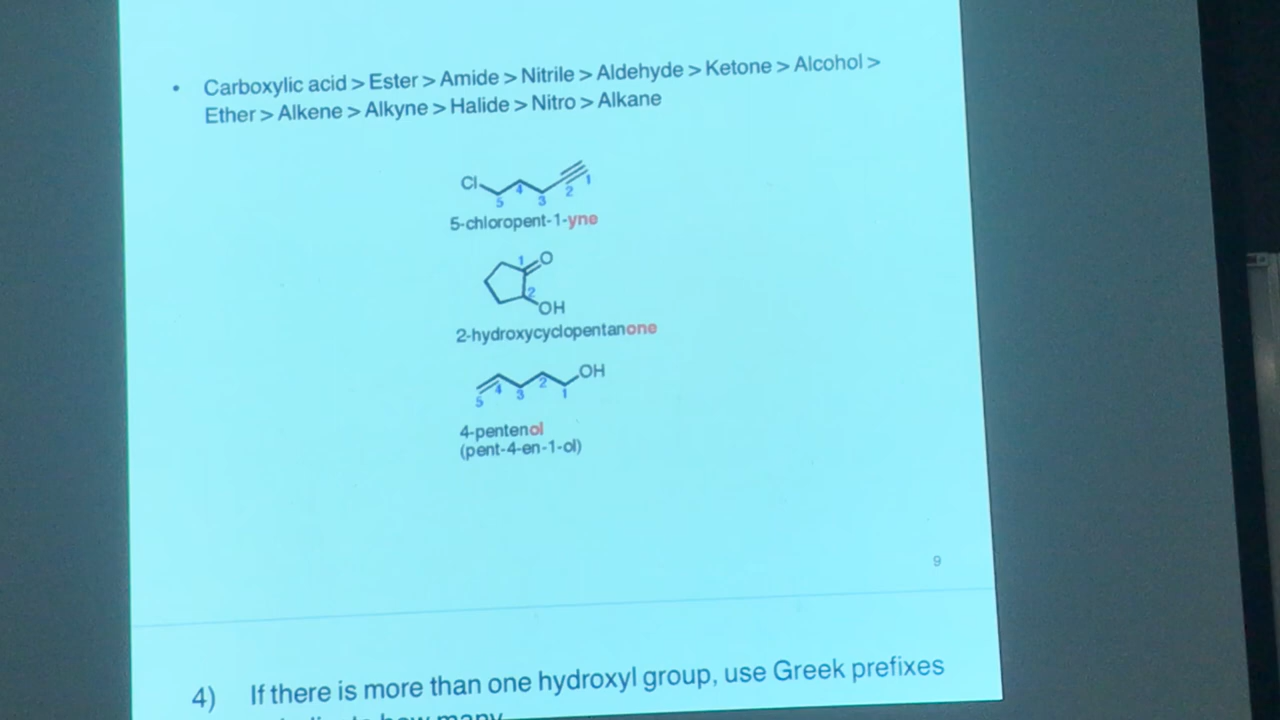 • Carboxylic acid > Ester > Amide > Nitrile > Aldehyde > Ketone > Alcohol >
Ether > Alkene > Alkyne > Halide > Nitro > Alkane
Cl 5 4 3 2 1
5-chloropent-1-yne
1 O
2 OH
2-hydroxycyclopentanone
5 4 3 2 1 OH
4-pentenol
(pent-4-en-1-ol)
9
4) If there is more than one hydroxyl group, use Greek prefixes
how many